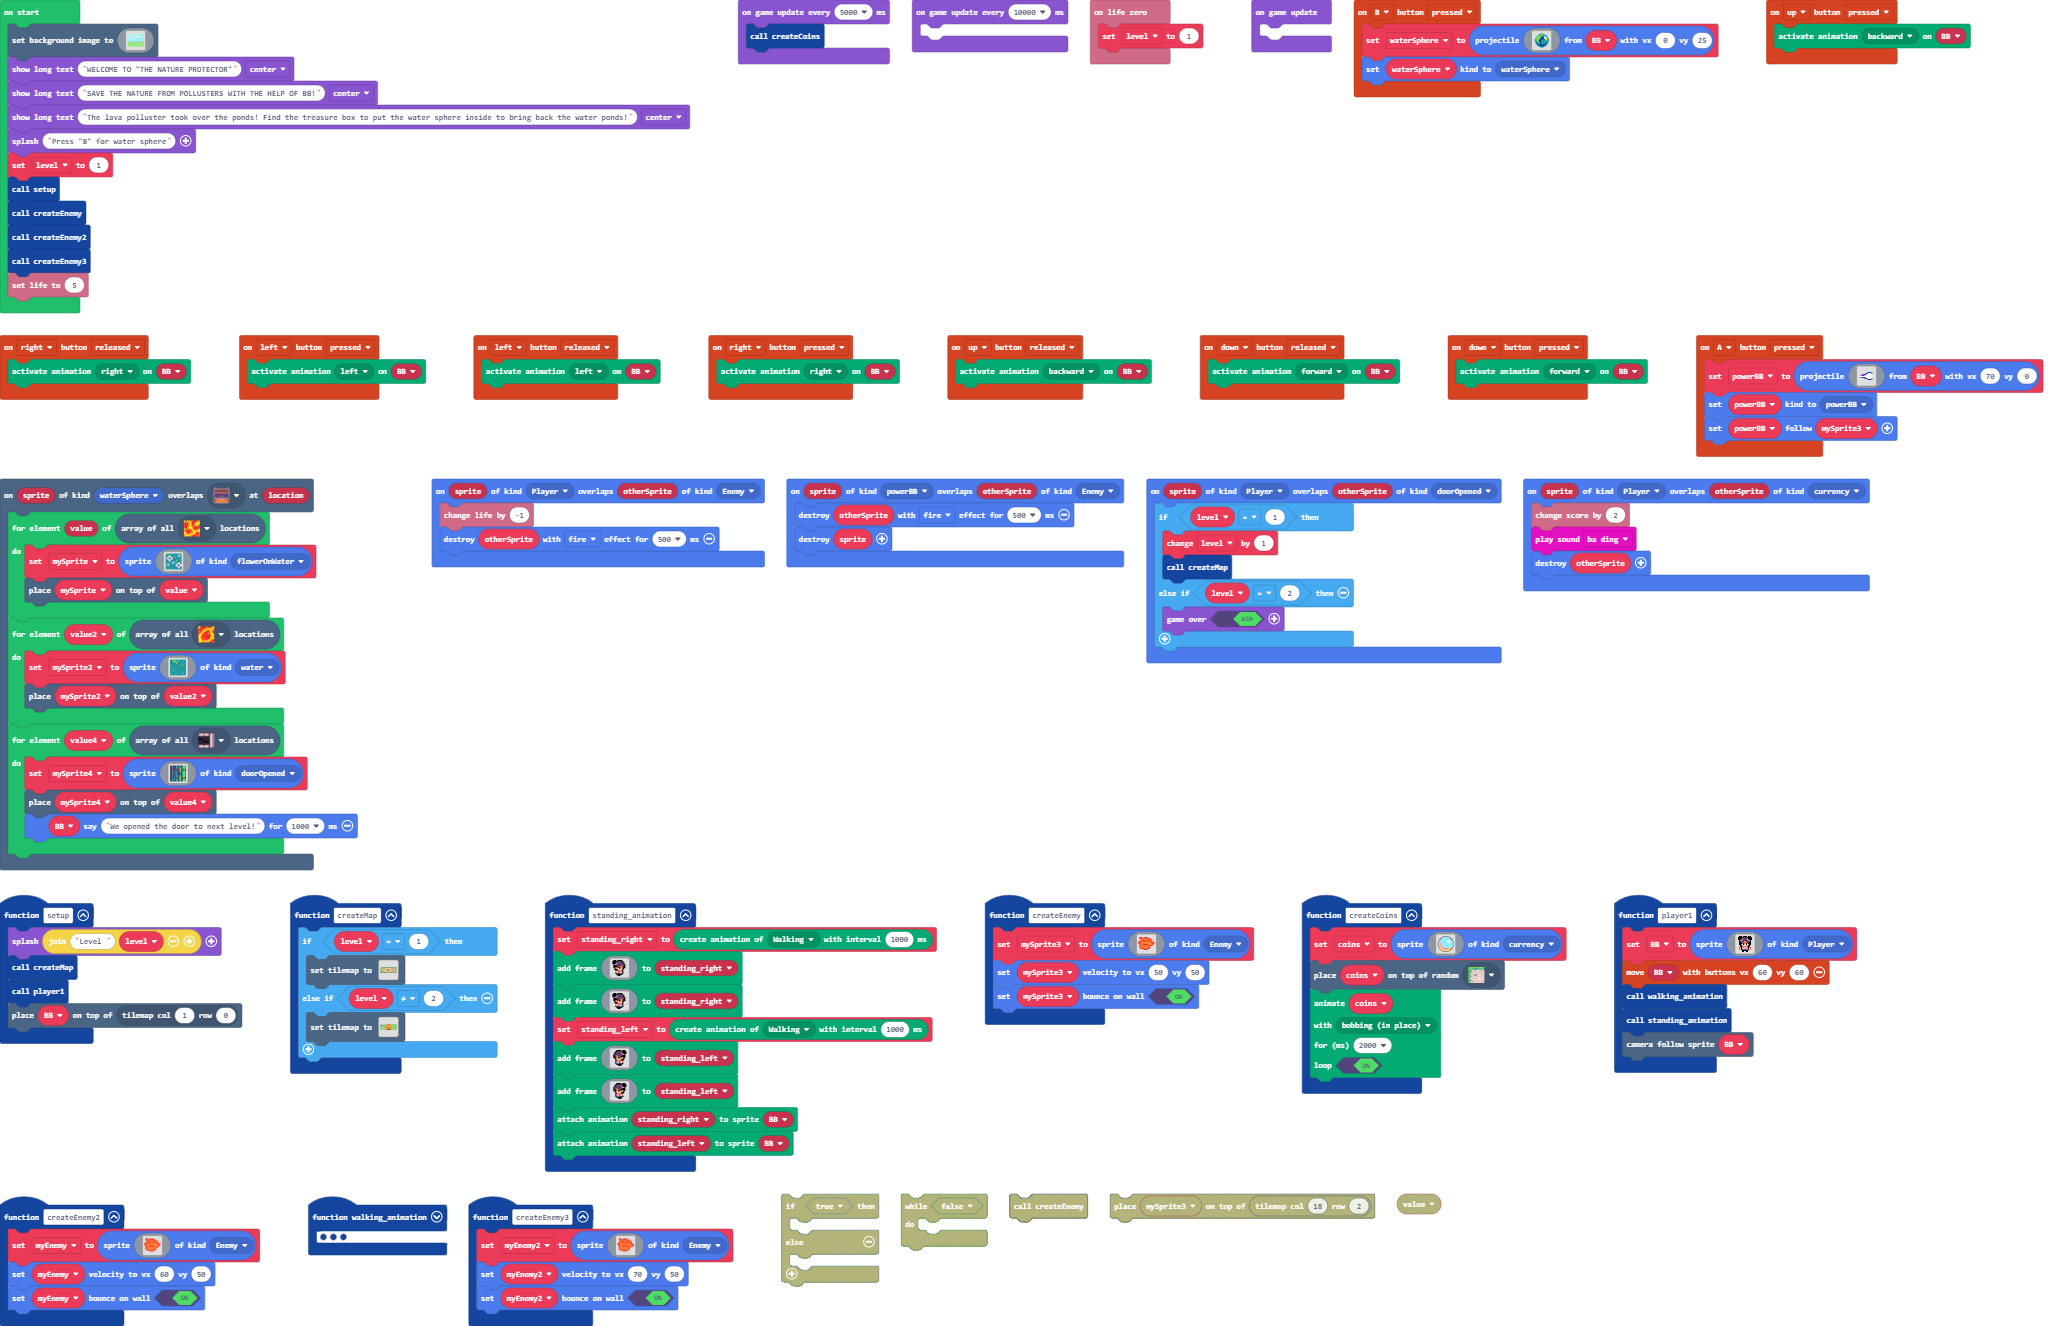 on start
set background image to
show long text "WELCOME TO "THE NATURE PROTECTOR"" center
show long text "SAVE THE NATURE FROM POLLUSTERS WITH THE HELP OF BB!" center
show long text "The lava polluster took over the ponds! Find the treasure box to put the water sphere inside to bring back the water ponds!" center
splash "Press "B" for water sphere"
set level to 1
call setup
call createEnemy
call createEnemy2
call createEnemy3
set life to 5
on game update every 5000 ms
call createCoins
on game update every 10000 ms
on life zero
set level to 1
on game update
on B button pressed
set waterSphere to projectile from BB with vx 0 vy 25
set waterSphere kind to waterSphere
on up button pressed
activate animation backward on BB
on right button released
activate animation right on BB
on left button pressed
activate animation left on BB
on left button released
activate animation left on BB
on right button pressed
activate animation right on BB
on up button released
activate animation backward on BB
on down button released
activate animation forward on BB
on down button pressed
activate animation forward on BB
on A button pressed
set powerBB to projectile from BB with vx 70 vy 0
set powerBB kind to powerBB
set powerBB follow mySprite3
on sprite of kind waterSphere overlaps at location
for element value of array of all locations
do
set mySprite to sprite of kind flowerOnWater
place mySprite on top of value
for element value2 of array of all locations
do
set mySprite2 to sprite of kind water
place mySprite2 on top of value2
for element value4 of array of all locations
do
set mySprite4 to sprite of kind doorOpened
place mySprite4 on top of value4
BB say "We opened the door to next level!" for 1000 ms
on sprite of kind Player overlaps otherSprite of kind Enemy
change life by -1
destroy otherSprite with fire effect for 500 ms
on sprite of kind powerBB overlaps otherSprite of kind Enemy
destroy otherSprite with fire effect for 500 ms
destroy sprite
on sprite of kind Player overlaps otherSprite of kind doorOpened
if level = 1 then
change level by 1
call createMap
else if level = 2 then
game over WIN
on sprite of kind Player overlaps otherSprite of kind currency
change score by 2
play sound ba ding
destroy otherSprite
function setup
splash join "Level " level
call createMap
call player1
place BB on top of tilemap col 1 row 0
function createMap
if level = 1 then
set tilemap to
else if level ≠ 2 then
set tilemap to
function standing_animation
set standing_right to create animation of Walking with interval 1000 ms
add frame to standing_right
add frame to standing_right
set standing_left to create animation of Walking with interval 1000 ms
add frame to standing_left
add frame to standing_left
attach animation standing_right to sprite BB
attach animation standing_left to sprite BB
function createEnemy
set mySprite3 to sprite of kind Enemy
set mySprite3 velocity to vx 50 vy 50
set mySprite3 bounce on wall ON
function createCoins
set coins to sprite of kind currency
place coins on top of random
animate coins
with bobbing (in place)
for (ms) 2000
loop ON
function player1
set BB to sprite of kind Player
move BB with buttons vx 60 vy 60
call walking_animation
call standing_animation
camera follow sprite BB
function createEnemy2
set myEnemy to sprite of kind Enemy
set myEnemy velocity to vx 60 vy 50
set myEnemy bounce on wall ON
function walking_animation
function createEnemy3
set myEnemy2 to sprite of kind Enemy
set myEnemy2 velocity to vx 70 vy 50
set myEnemy2 bounce on wall ON
if true then
else
while false
do
call createEnemy
place mySprite3 on top of tilemap col 18 row 2
value